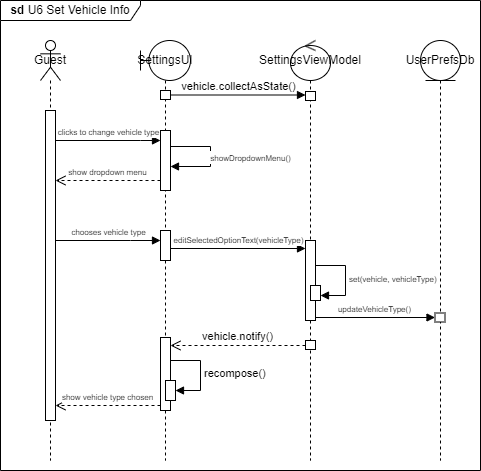 sd U6 Set Vehicle Info
Guest
SettingsUI
SettingsViewModel
UserPrefsDb
vehicle.collectAsState()
clicks to change vehicle type
showDropdownMenu()
show dropdown menu
chooses vehicle type
editSelectedOptionText(vehicleType)
set(vehicle, vehicleType)
updateVehicleType()
vehicle.notify()
recompose()
show vehicle type chosen